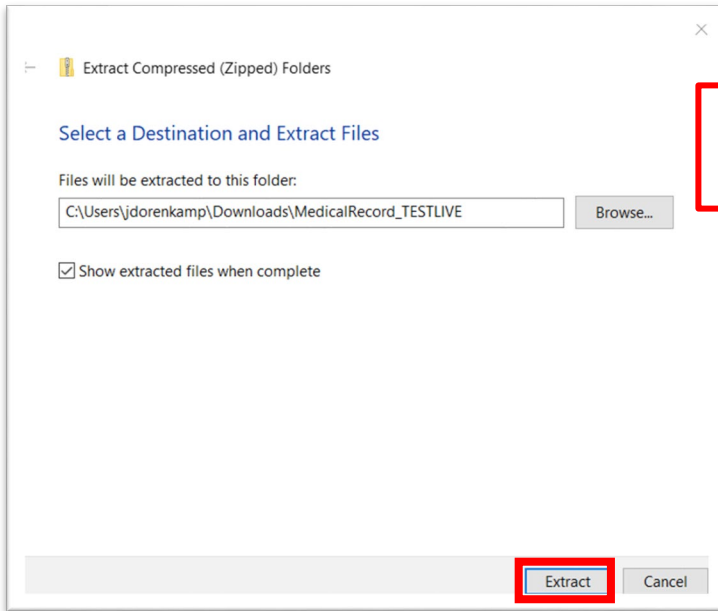 Extract Compressed (Zipped) Folders
Select a Destination and Extract Files
Files will be extracted to this folder:
C:\Users\jdorenkamp\Downloads\MedicalRecord_TESTLIVE
Browse...
Show extracted files when complete
Extract
Cancel